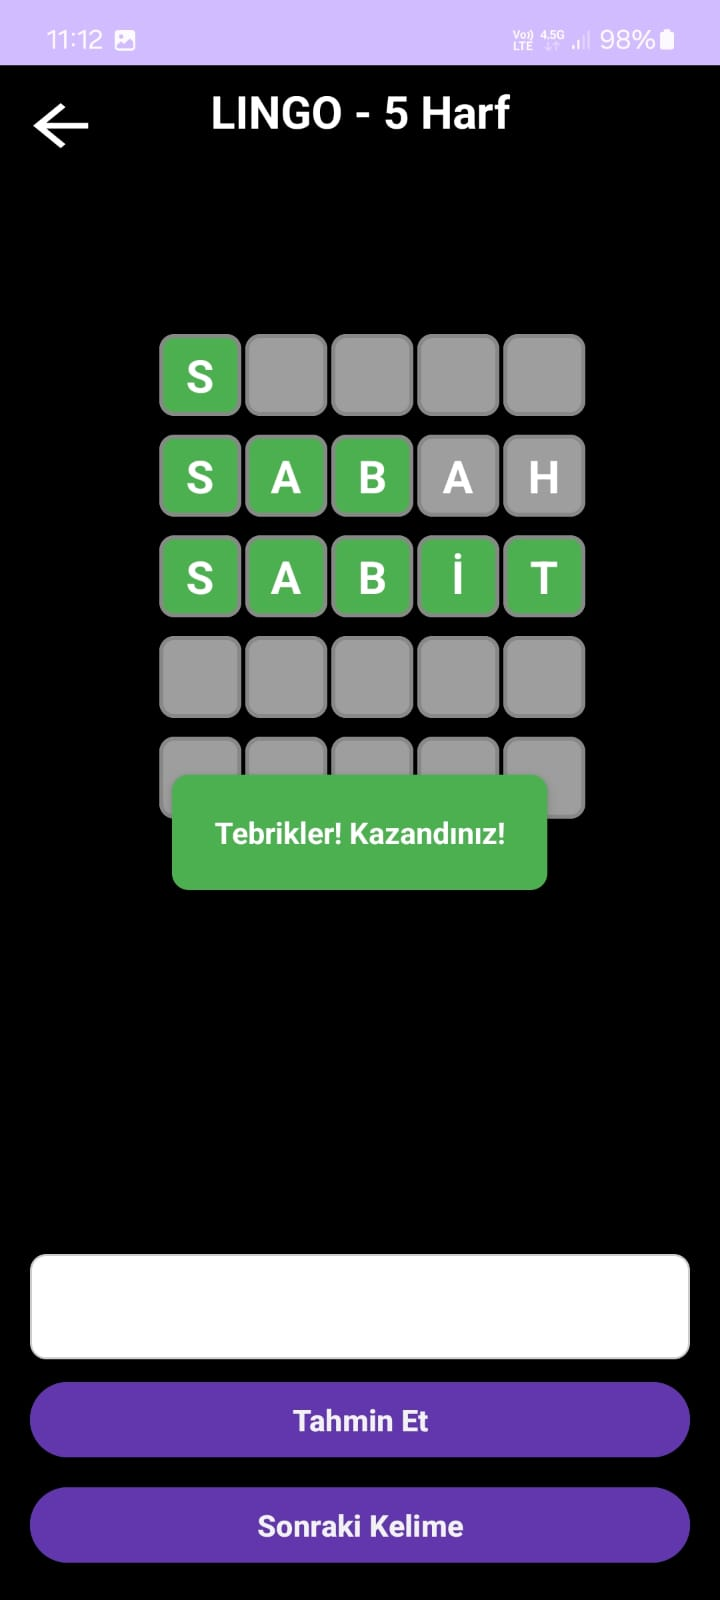 11:12 Vo)) LTE 4.5G 98%
LINGO - 5 Harf
S
S A B A H
S A B İ T
Tebrikler! Kazandınız!
Tahmin Et
Sonraki Kelime